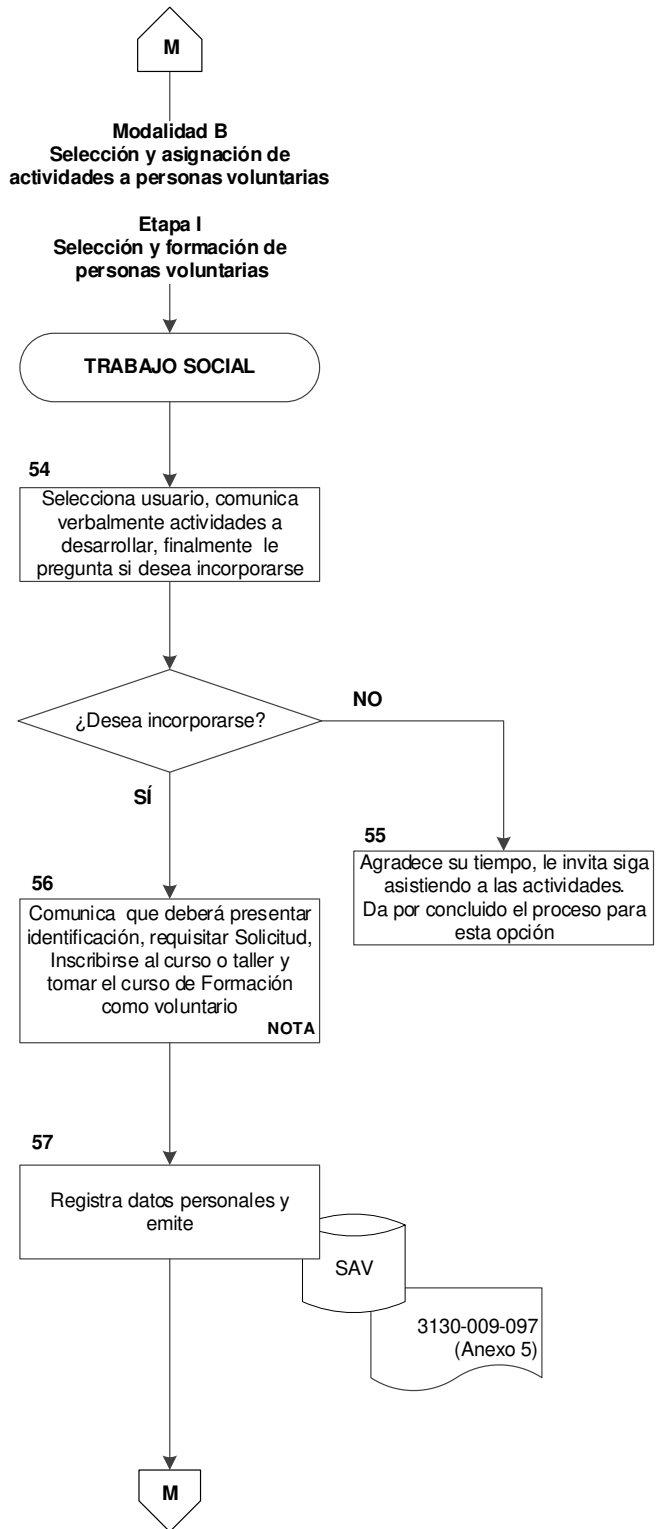 M
Modalidad B
Selección y asignación de
actividades a personas voluntarias
Etapa I
Selección y formación de
personas voluntarias
TRABAJO SOCIAL
54
Selecciona usuario, comunica
verbalmente actividades a
desarrollar, finalmente le
pregunta si desea incorporarse
¿Desea incorporarse?
NO
SÍ
55
Agradece su tiempo, le invita siga
asistiendo a las actividades.
Da por concluido el proceso para
esta opción
56
Comunica que deberá presentar
identificación, requisitar Solicitud,
Inscribirse al curso o taller y
tomar el curso de Formación
como voluntario
NOTA
57
Registra datos personales y
emite
SAV
3130-009-097
(Anexo 5)
M